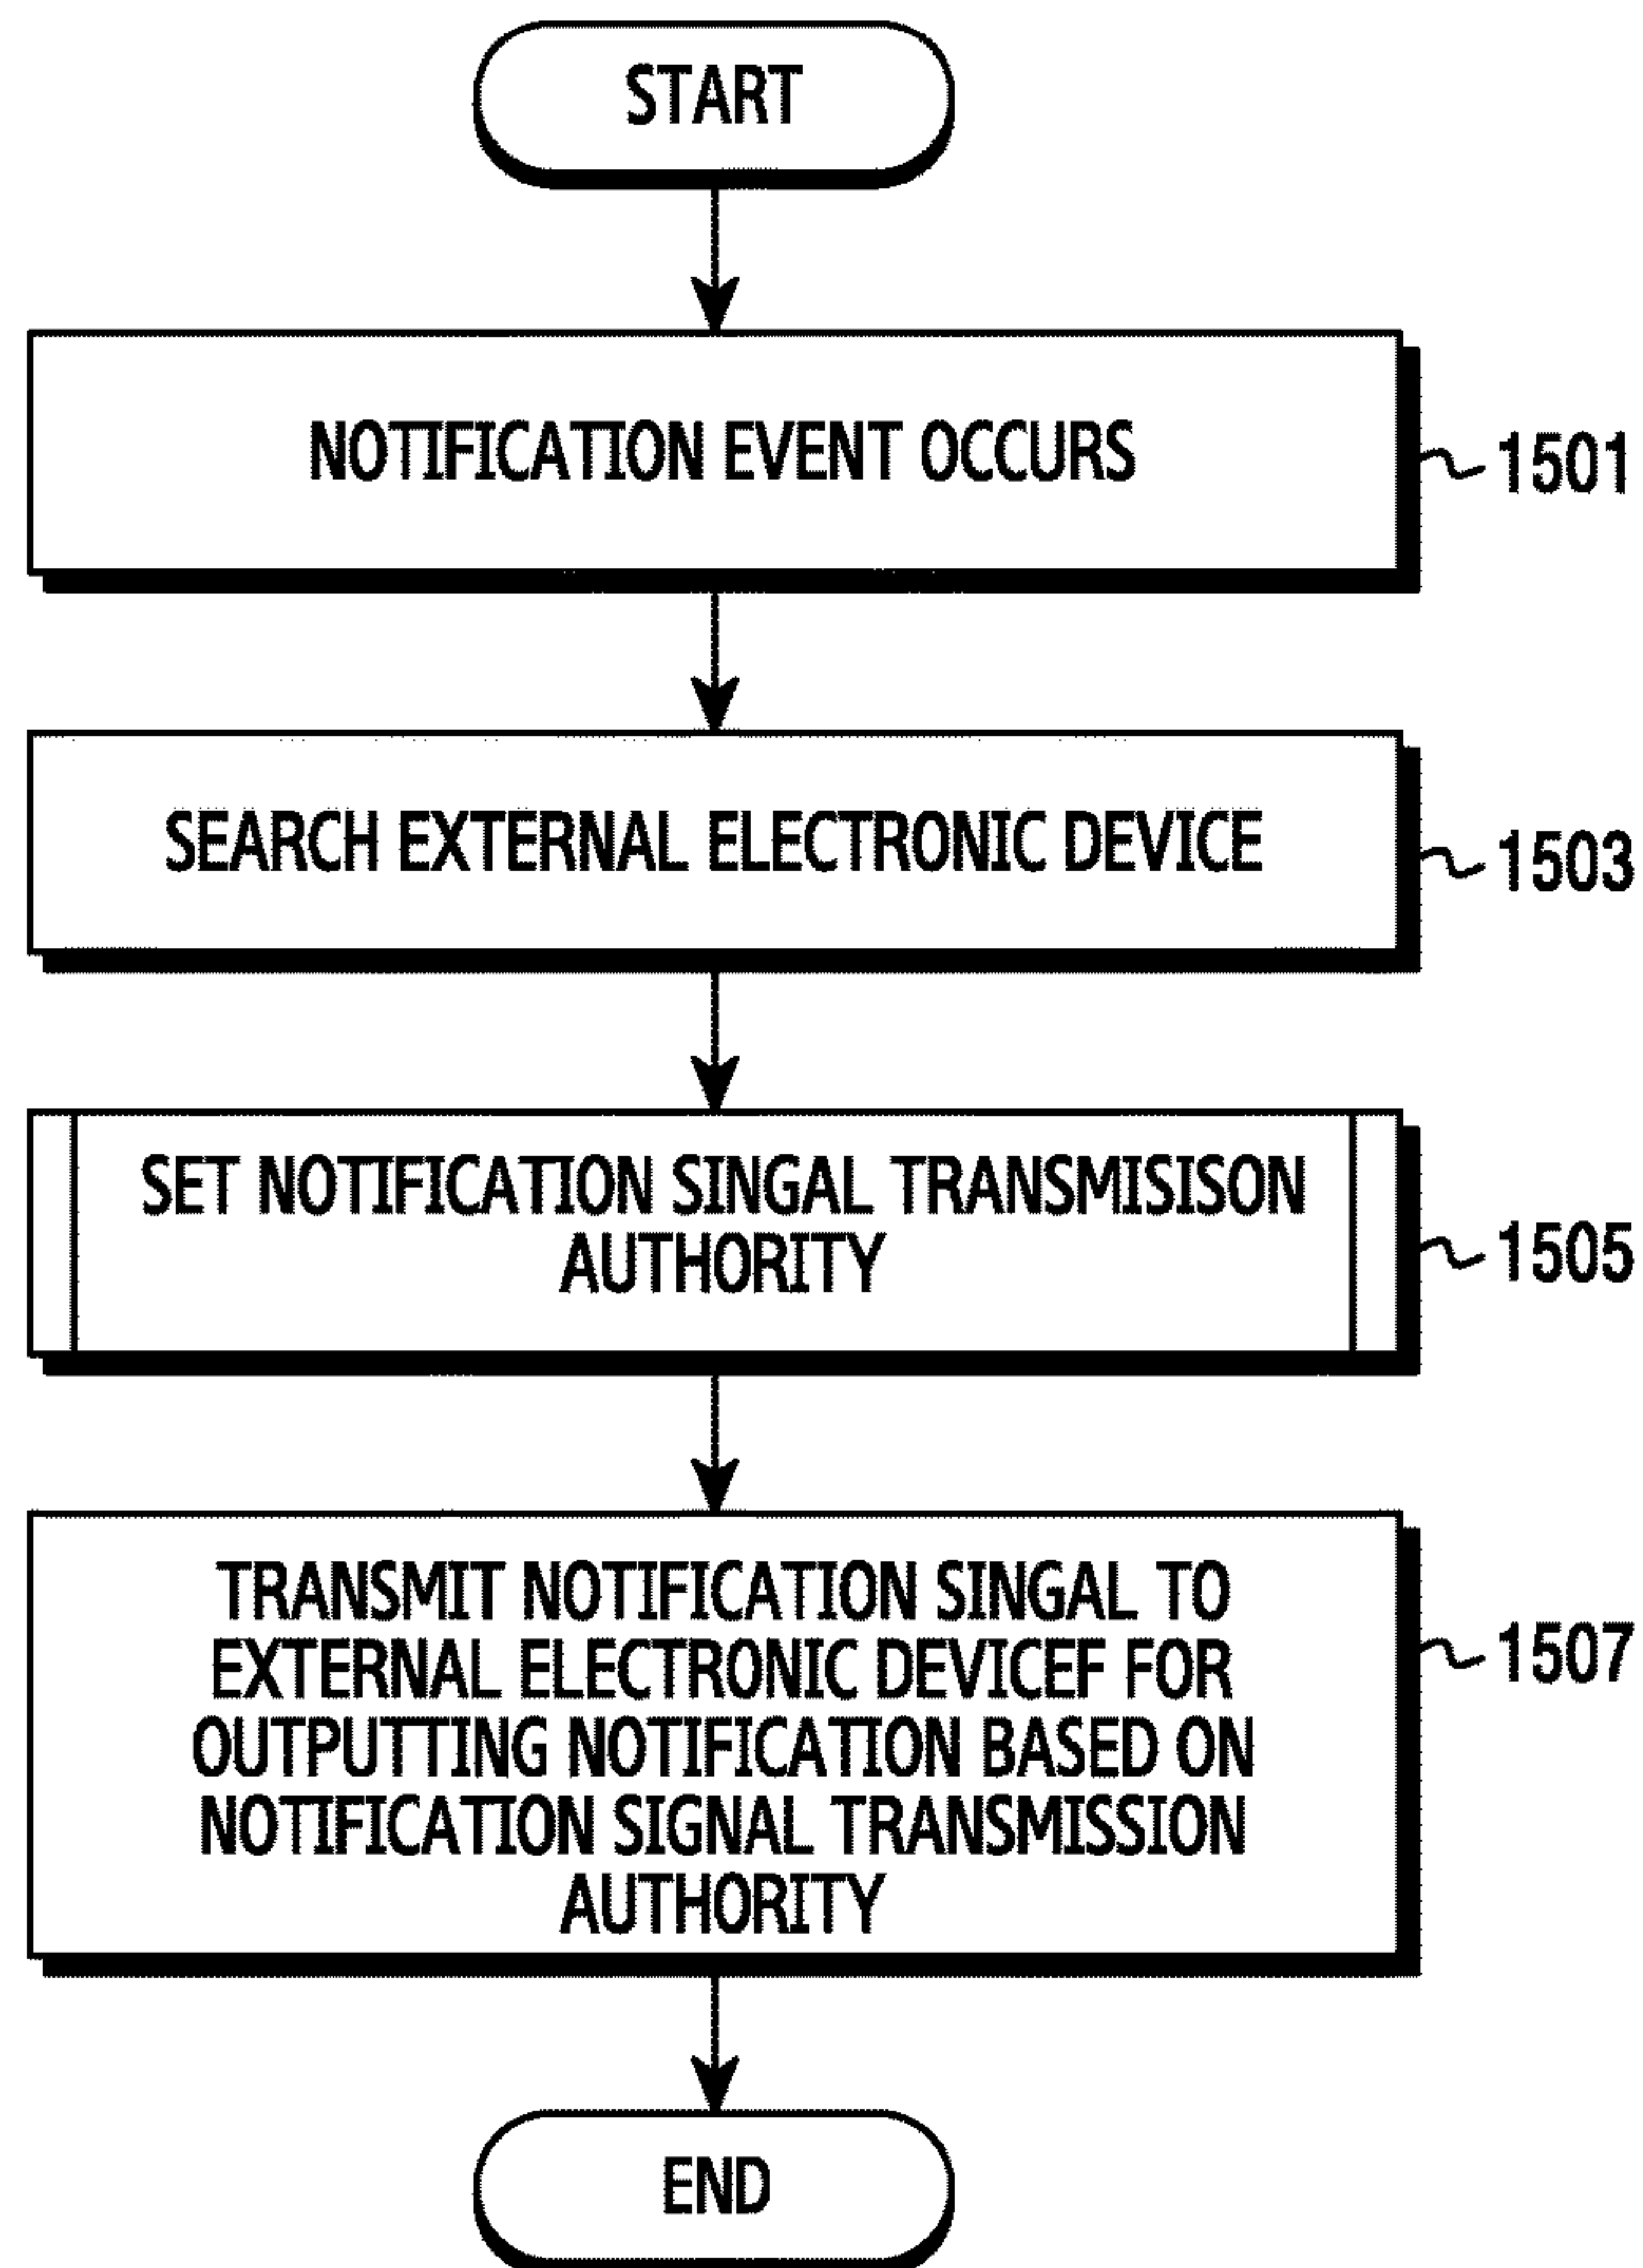 START
NOTIFICATION EVENT OCCURS
1501
SEARCH EXTERNAL ELECTRONIC DEVICE
1503
SET NOTIFICATION SINGAL TRANSMISISON
AUTHORITY
1505
TRANSMIT NOTIFICATION SINGAL TO
EXTERNAL ELECTRONIC DEVICEF FOR
OUTPUTTING NOTIFICATION BASED ON
NOTIFICATION SIGNAL TRANSMISSION
AUTHORITY
1507
END